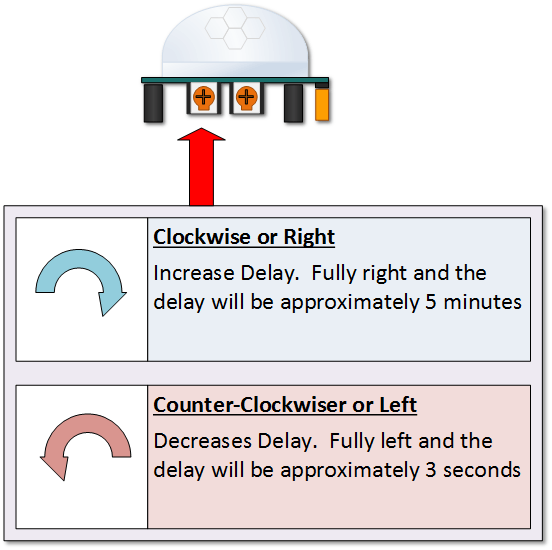 Clockwise or Right
Increase Delay.  Fully right and the
delay will be approximately 5 minutes
Counter-Clockwiser or Left
Decreases Delay.  Fully left and the
delay will be approximately 3 seconds